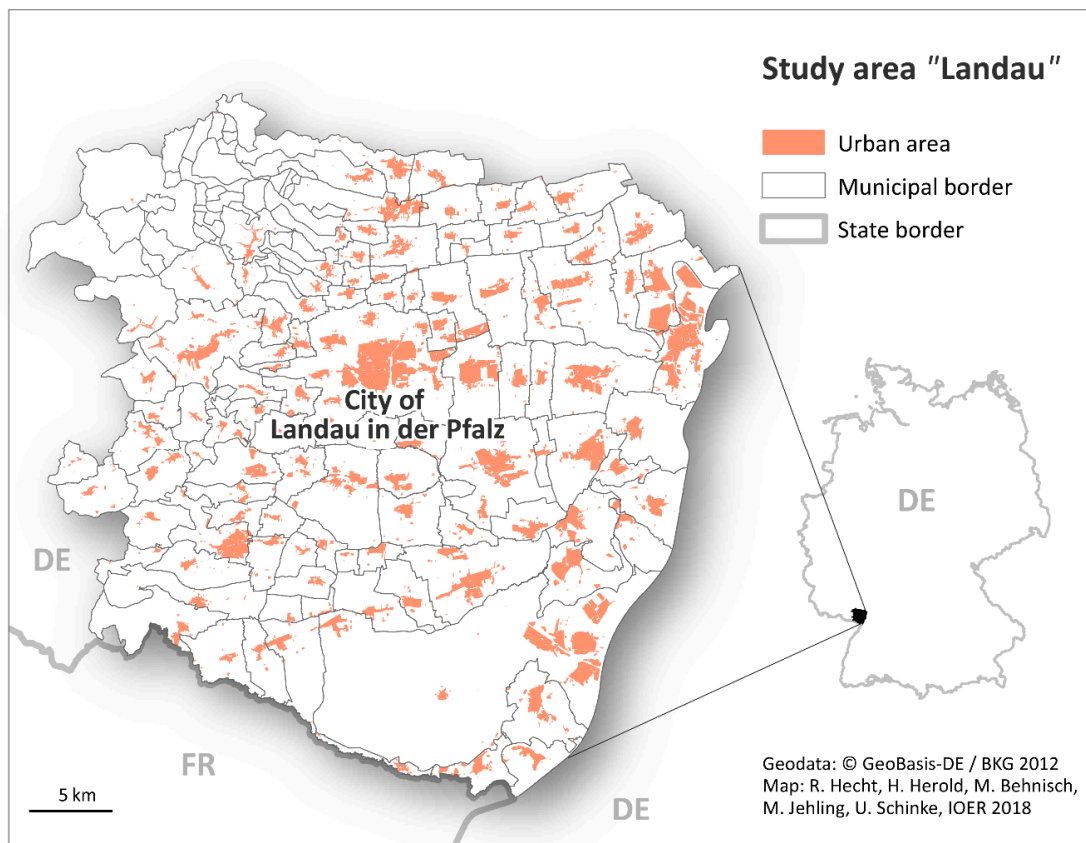 Study area "Landau"
Urban area
Municipal border
State border
City of
Landau in der Pfalz
DE
DE
FR
DE
5 km
Geodata: © GeoBasis-DE / BKG 2012
Map: R. Hecht, H. Herold, M. Behnisch,
M. Jehling, U. Schinke, IOER 2018